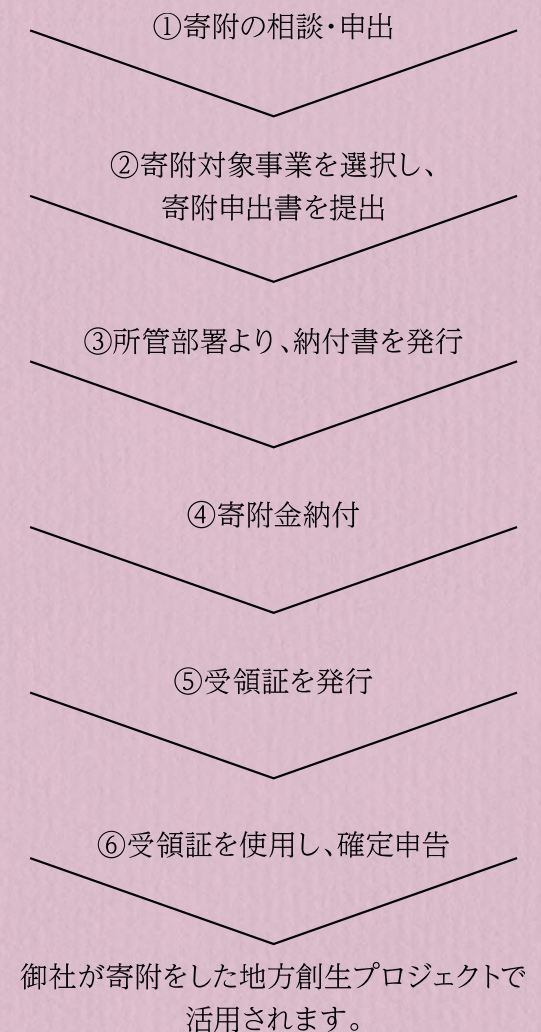 ①寄附の相談・申出
②寄附対象事業を選択し、
寄附申出書を提出
③所管部署より、納付書を発行
④寄附金納付
⑤受領証を発行
⑥受領証を使用し、確定申告
御社が寄附をした地方創生プロジェクトで
活用されます。